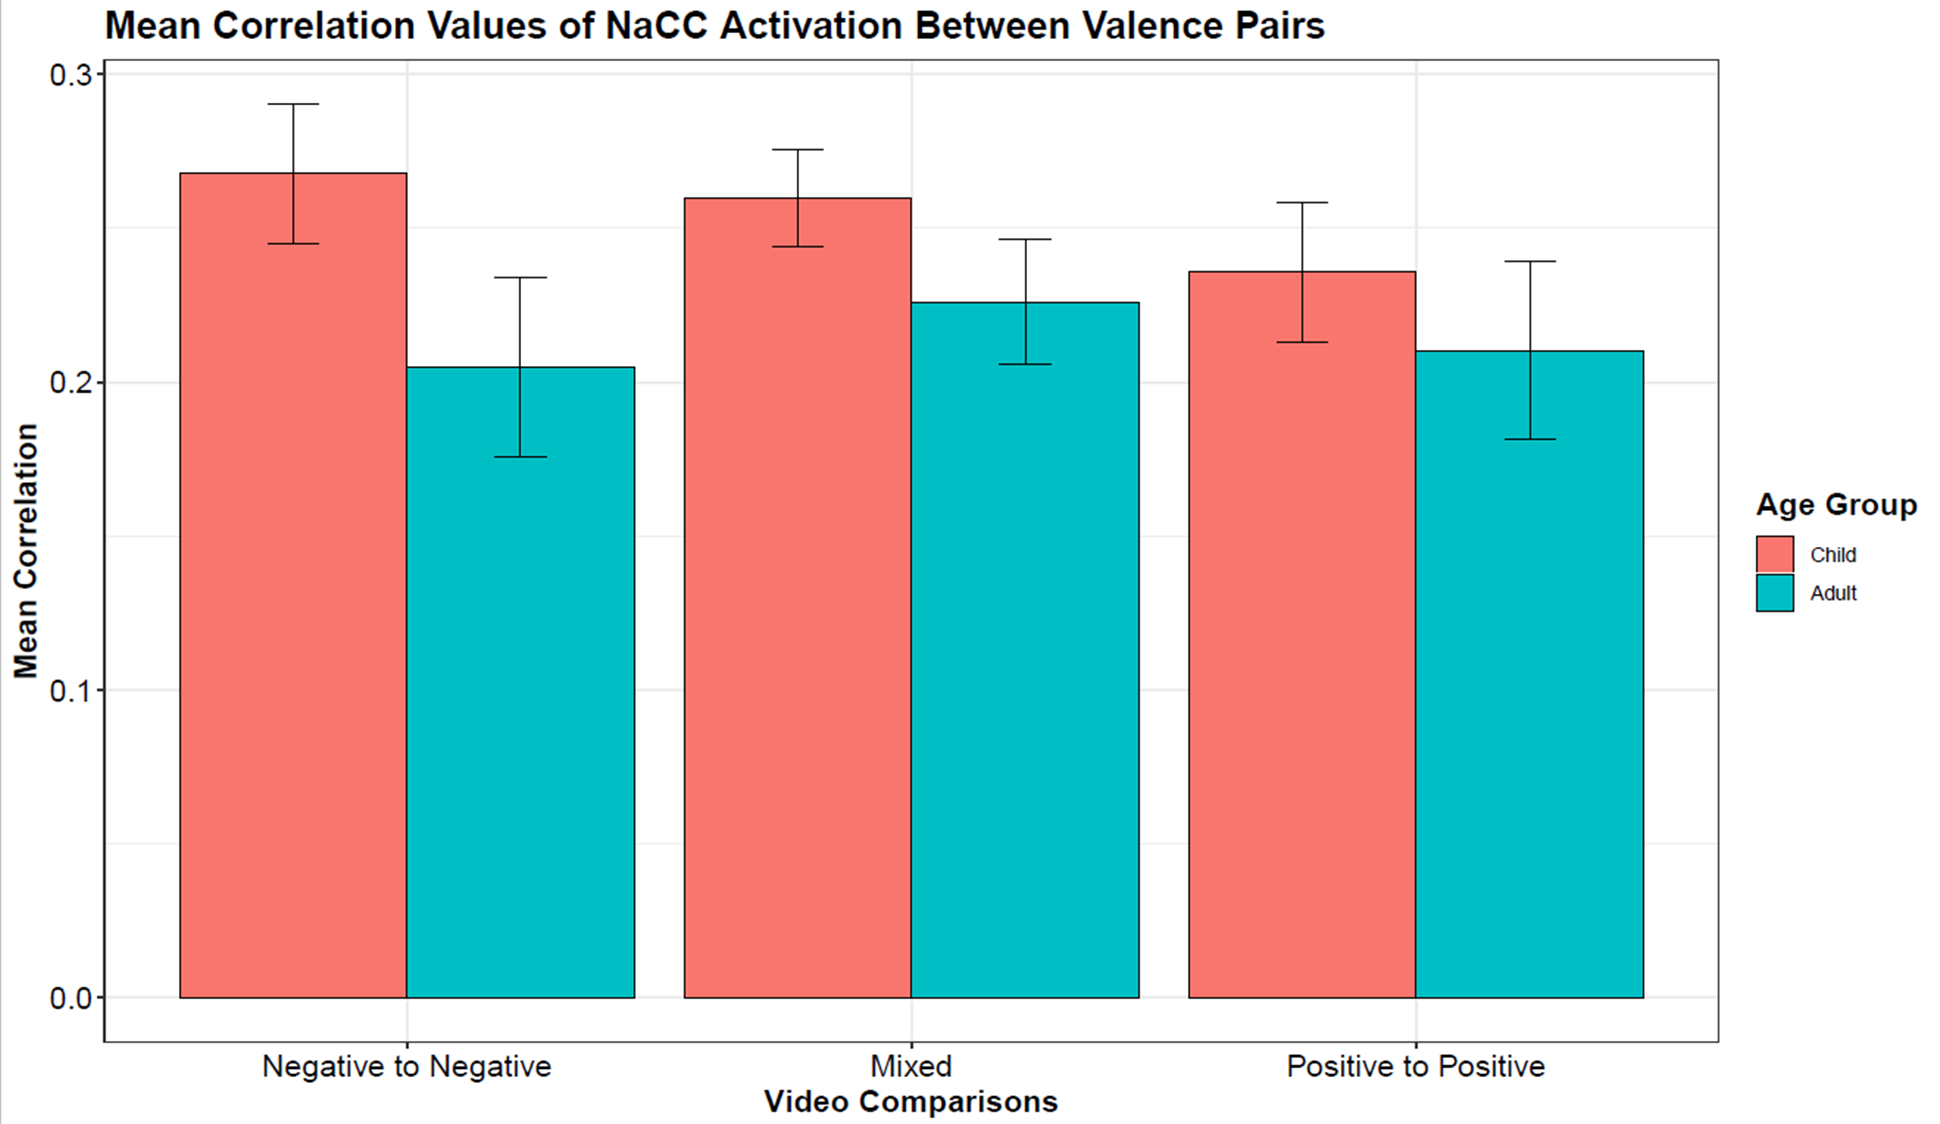 Mean Correlation Values of NaCC Activation Between Valence Pairs
0.3
0.2
0.1
0.0
Mean Correlation
Negative to Negative
Mixed
Positive to Positive
Video Comparisons
Age Group
Child
Adult